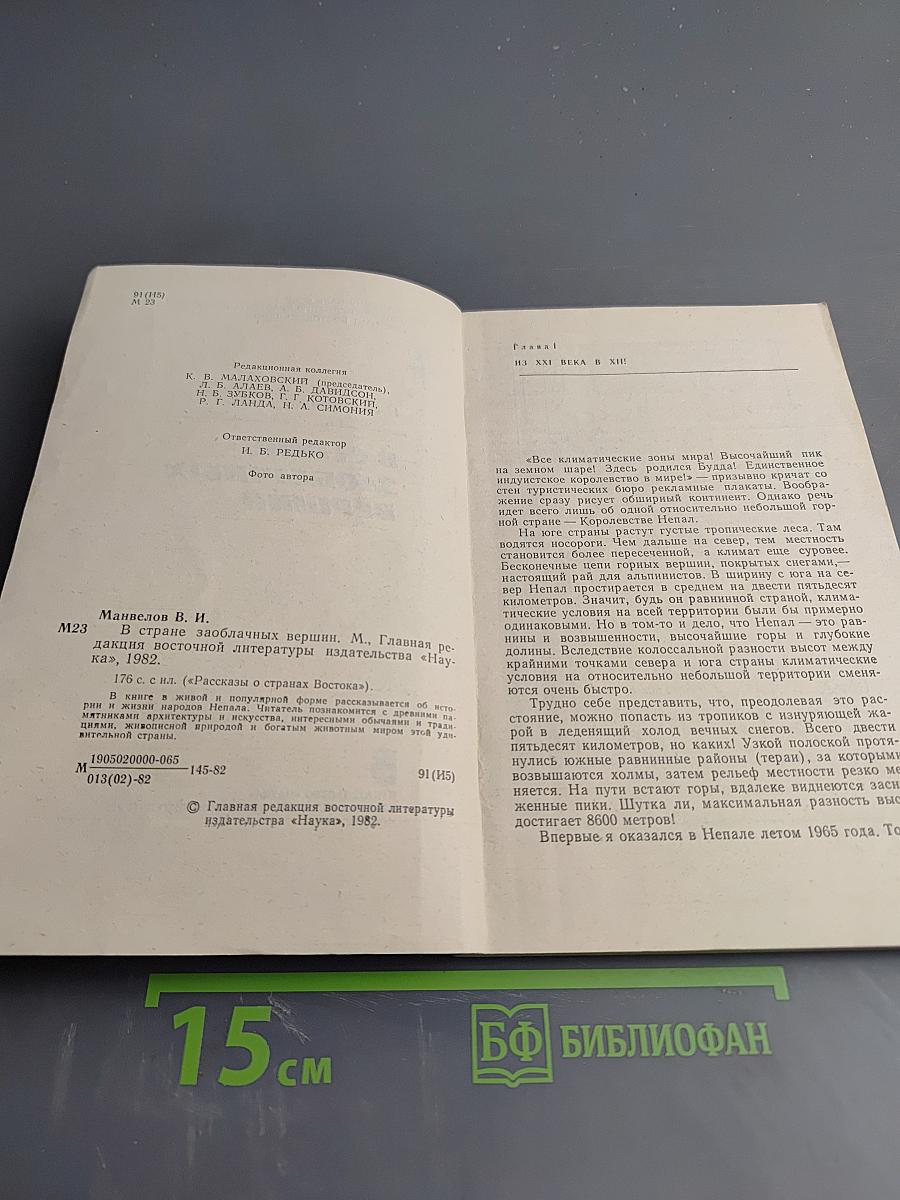 91(И5)
М 23
Редакционная коллегия
К. В. МАЛАХОВСКИЙ (председатель),
Л. Б. АЛАЕВ, А. Б. ДАВИДСОН,
Н. Б. ЗУБКОВ, Г. Г. КОТОВСКИЙ,
Р. Г. ЛАНДА, Н. А. СИМОНИЯ
Ответственный редактор
И. Б. РЕДЬКО
Фото автора
Манвелов В. И.
М23 В стране заоблачных вершин. М., Главная ре-
дакция восточной литературы издательства «Нау-
ка», 1982.
176 с. с ил. («Рассказы о странах Востока»).
В книге в живой и популярной форме рассказывается об исто-
рии и жизни народов Непала. Читатель познакомится с древними па-
мятниками архитектуры и искусства, интересными обычаями и тради-
циями, живописной природой и богатым животным миром этой уди-
вительной страны.
М 1905020000-065
013(02)-82 145-82 91(И5)
© Главная редакция восточной литературы
издательства «Наука», 1982.
Глава I
ИЗ XXI ВЕКА В XII!
«Все климатические зоны мира! Высочайший пик
на земном шаре! Здесь родился Будда! Единственное
индуистское королевство в мире!» — призывно кричат со
стен туристических бюро рекламные плакаты. Вообра-
жение сразу рисует обширный континент. Однако речь
идет всего лишь об одной относительно небольшой гор-
ной стране — Королевстве Непал.
На юге страны растут густые тропические леса. Там
водятся носороги. Чем дальше на север, тем местность
становится более пересеченной, а климат еще суровее.
Бесконечные цепи горных вершин, покрытых снегами,—
настоящий рай для альпинистов. В ширину с юга на се-
вер Непал простирается в среднем на двести пятьдесят
километров. Значит, будь он равнинной страной, клима-
тические условия на всей территории были бы примерно
одинаковыми. Но в том-то и дело, что Непал — это рав-
нины и возвышенности, высочайшие горы и глубокие
долины. Вследствие колоссальной разности высот между
крайними точками севера и юга страны климатические
условия на относительно небольшой территории сменя-
ются очень быстро.
Трудно себе представить, что, преодолевая это рас-
стояние, можно попасть из тропиков с изнуряющей жа-
рой в леденящий холод вечных снегов. Всего двести
пятьдесят километров, но каких! Узкой полоской протя-
нулись южные равнинные районы (тераи), за которыми
возвышаются холмы, затем рельеф местности резко ме
няется. На пути встают горы, вдалеке виднеются засн
женные пики. Шутка ли, максимальная разность выс
достигает 8600 метров!
Впервые я оказался в Непале летом 1965 года. То
15 см
БФ БИБЛИОФАН